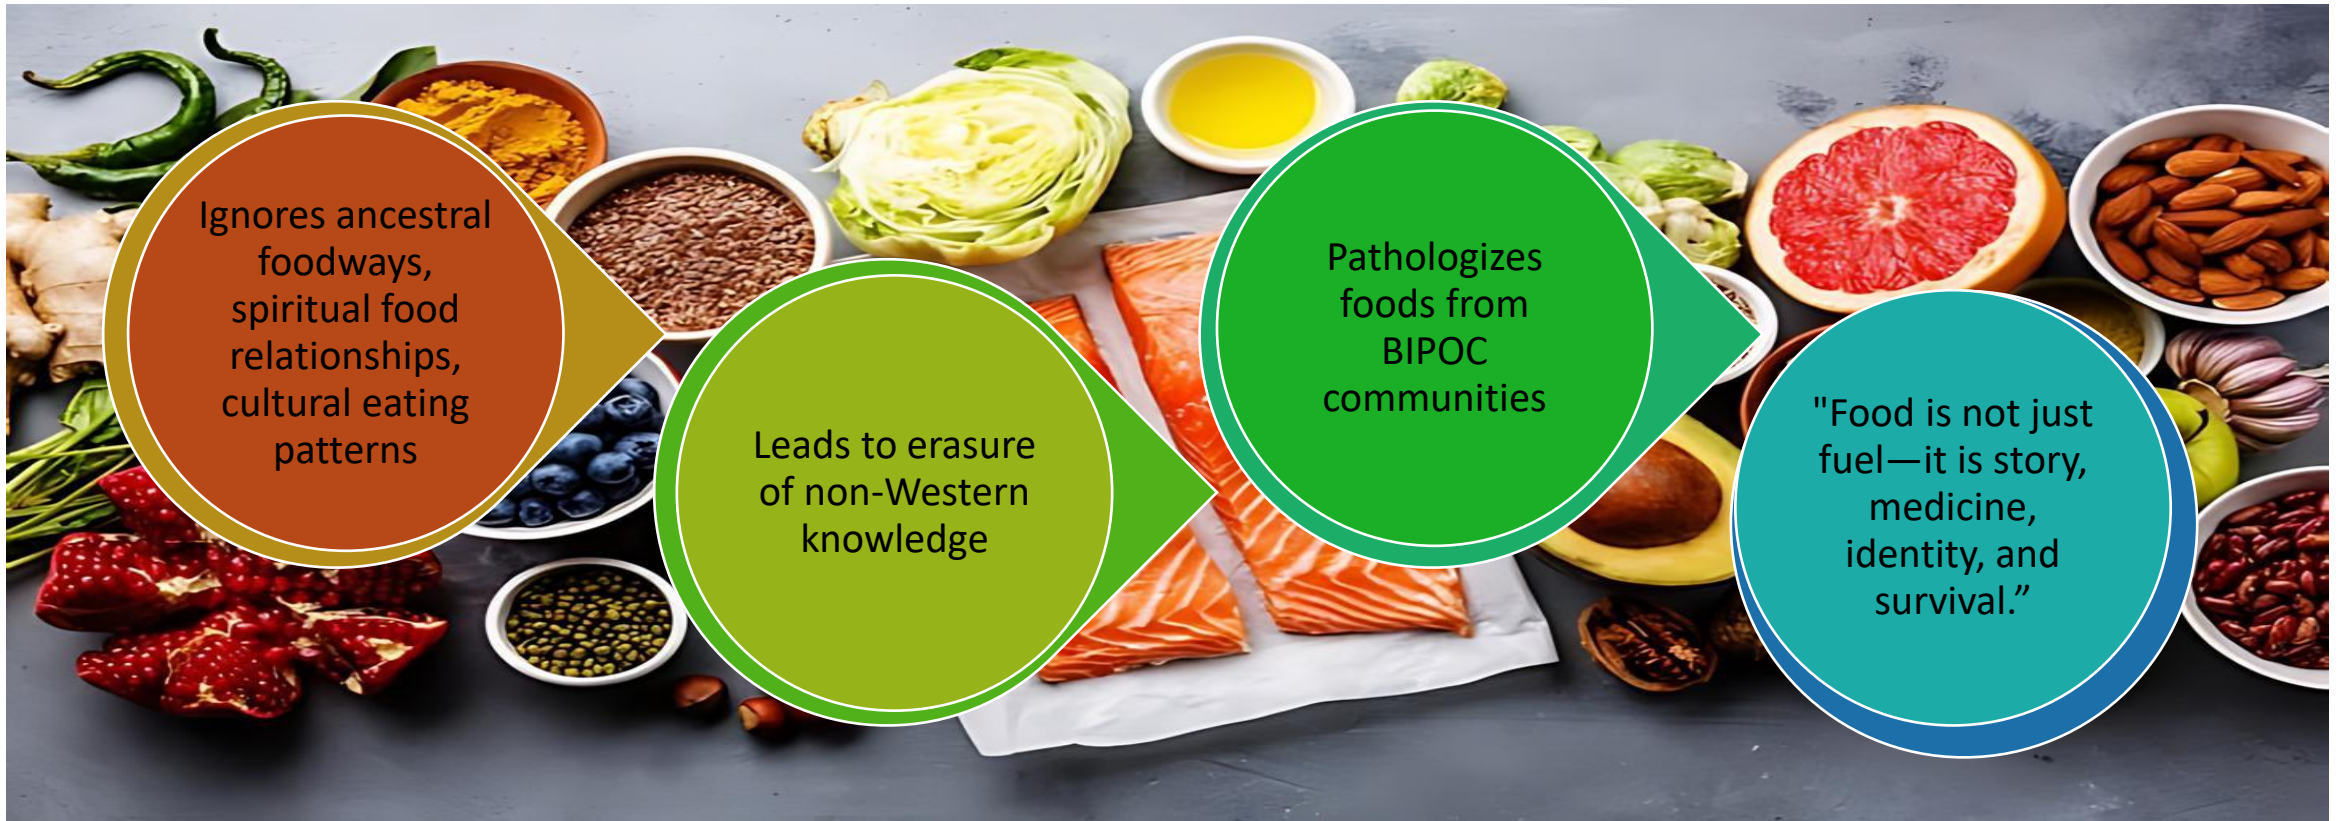 Ignores ancestral
foodways,
spiritual food
relationships,
cultural eating
patterns
Leads to erasure
of non-Western
knowledge
Pathologizes
foods from
BIPOC
communities
"Food is not just
fuel—it is story,
medicine,
identity, and
survival.”